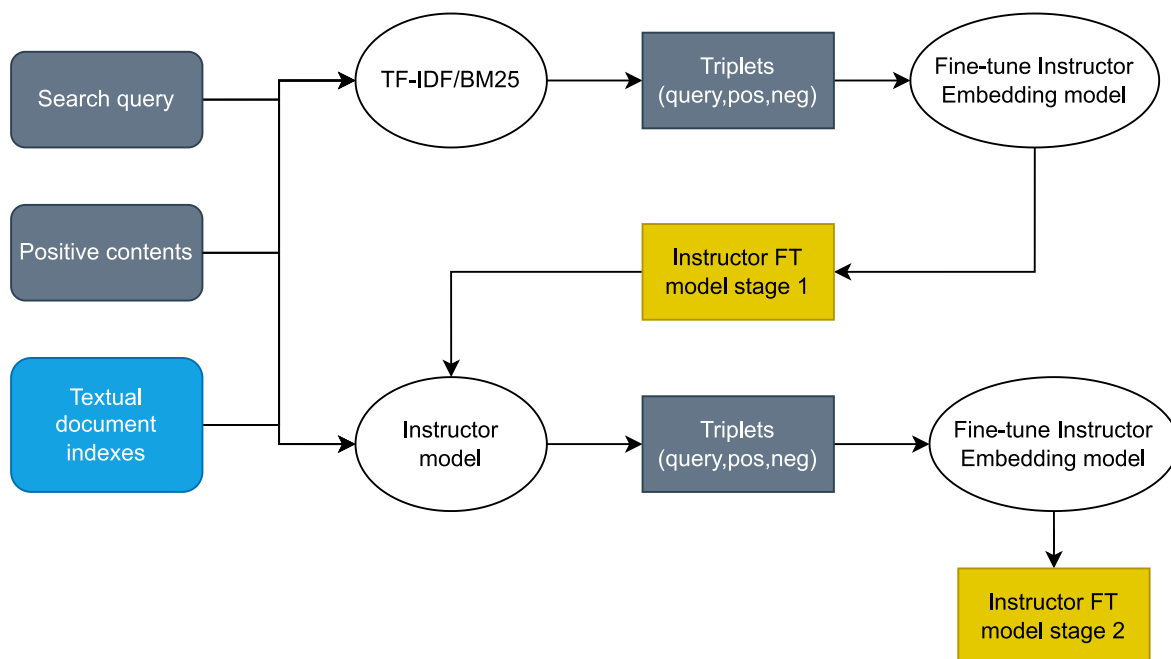 Search query
TF-IDF/BM25
Triplets
(query,pos,neg)
Fine-tune Instructor
Embedding model
Positive contents
Instructor FT
model stage 1
Textual
document
indexes
Instructor
model
Triplets
(query,pos,neg)
Fine-tune Instructor
Embedding model
Instructor FT
model stage 2